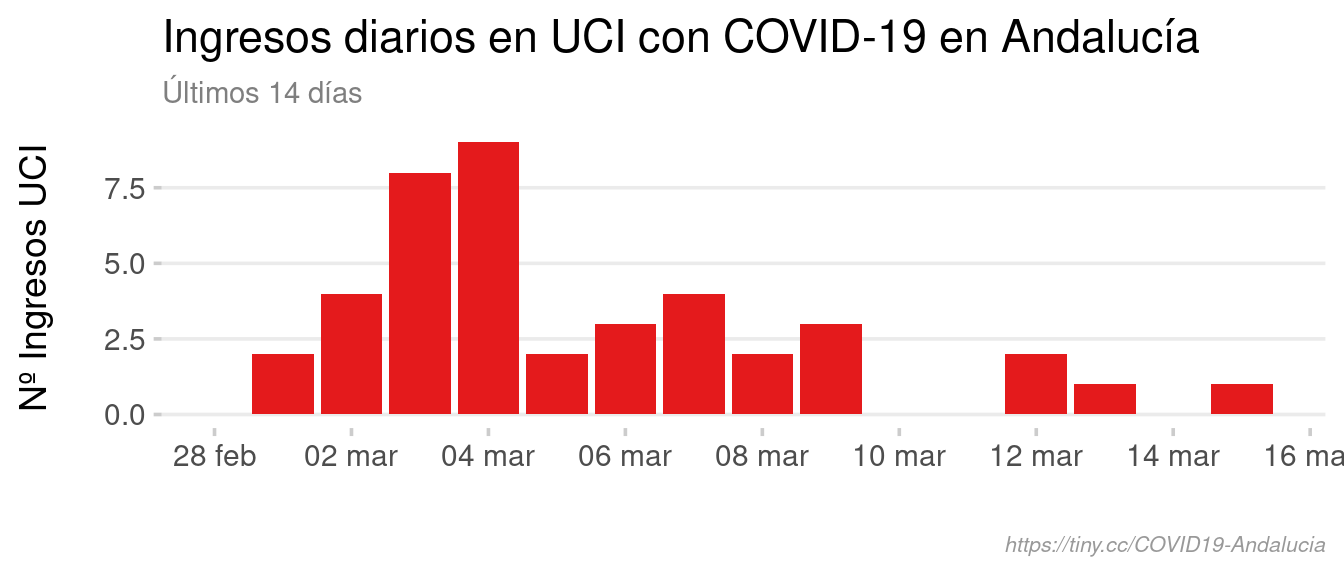 Ingresos diarios en UCI con COVID-19 en Andalucía
Últimos 14 días
Nº Ingresos UCI
7.5
5.0
2.5
0.0
28 feb 02 mar 04 mar 06 mar 08 mar 10 mar 12 mar 14 mar 16 ma
https://tiny.cc/COVID19-Andalucia